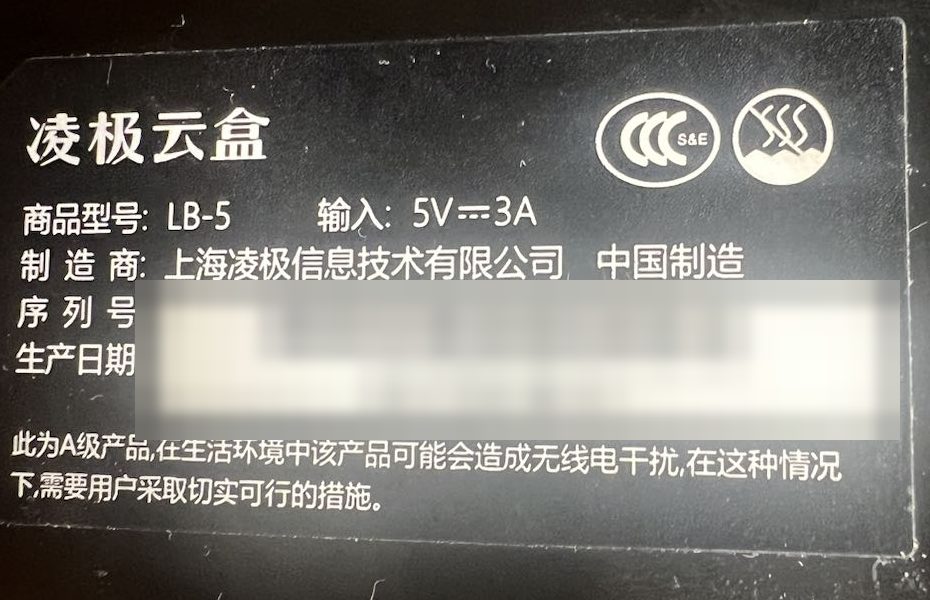 凌极云盒
CCC S&E
商品型号: LB-5 输入: 5V⎓3A
制造商: 上海凌极信息技术有限公司 中国制造
序列号
生产日期
此为A级产品,在生活环境中该产品可能会造成无线电干扰,在这种情况
下,需要用户采取切实可行的措施。